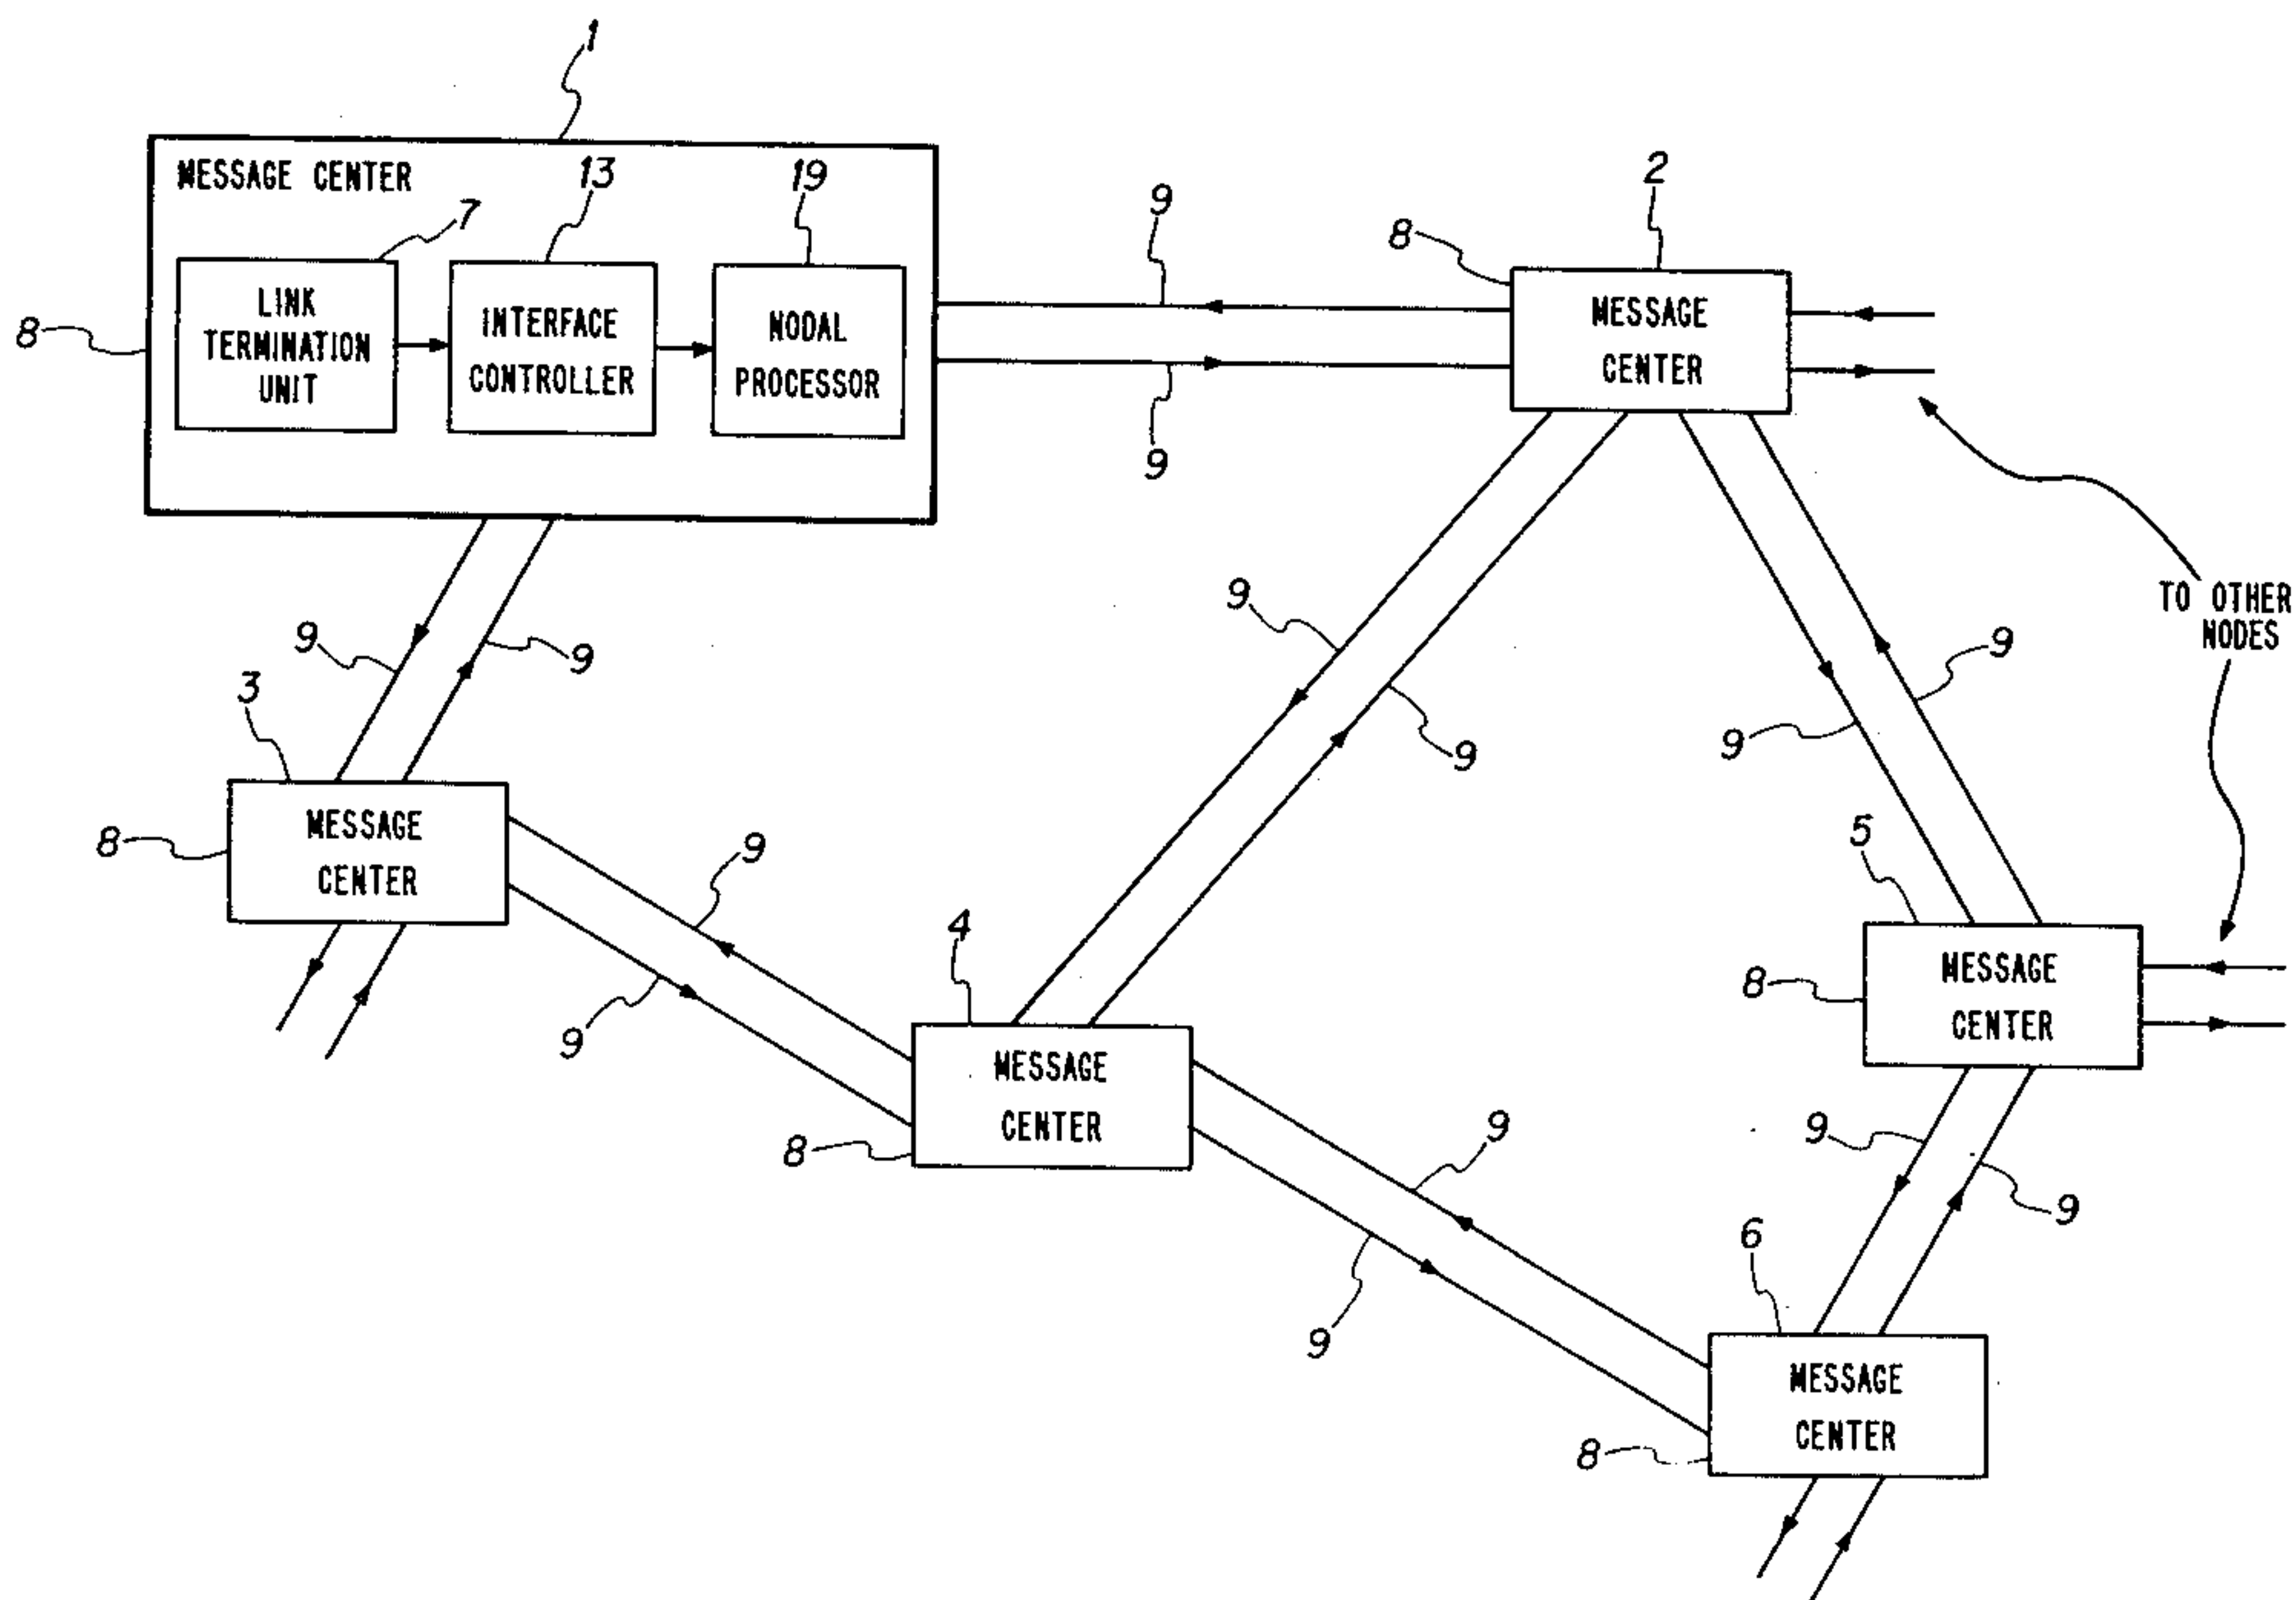 1
MESSAGE CENTER
13
19
7
2
9
8
LINK
TERMINATION
UNIT
INTERFACE
CONTROLLER
NODAL
PROCESSOR
8
MESSAGE
CENTER
9
9
TO OTHER
NODES
9
9
9
3
9
9
MESSAGE
CENTER
8
9
5
4
9
MESSAGE
CENTER
8
MESSAGE
CENTER
8
9
9
9
6
9
MESSAGE
CENTER
8